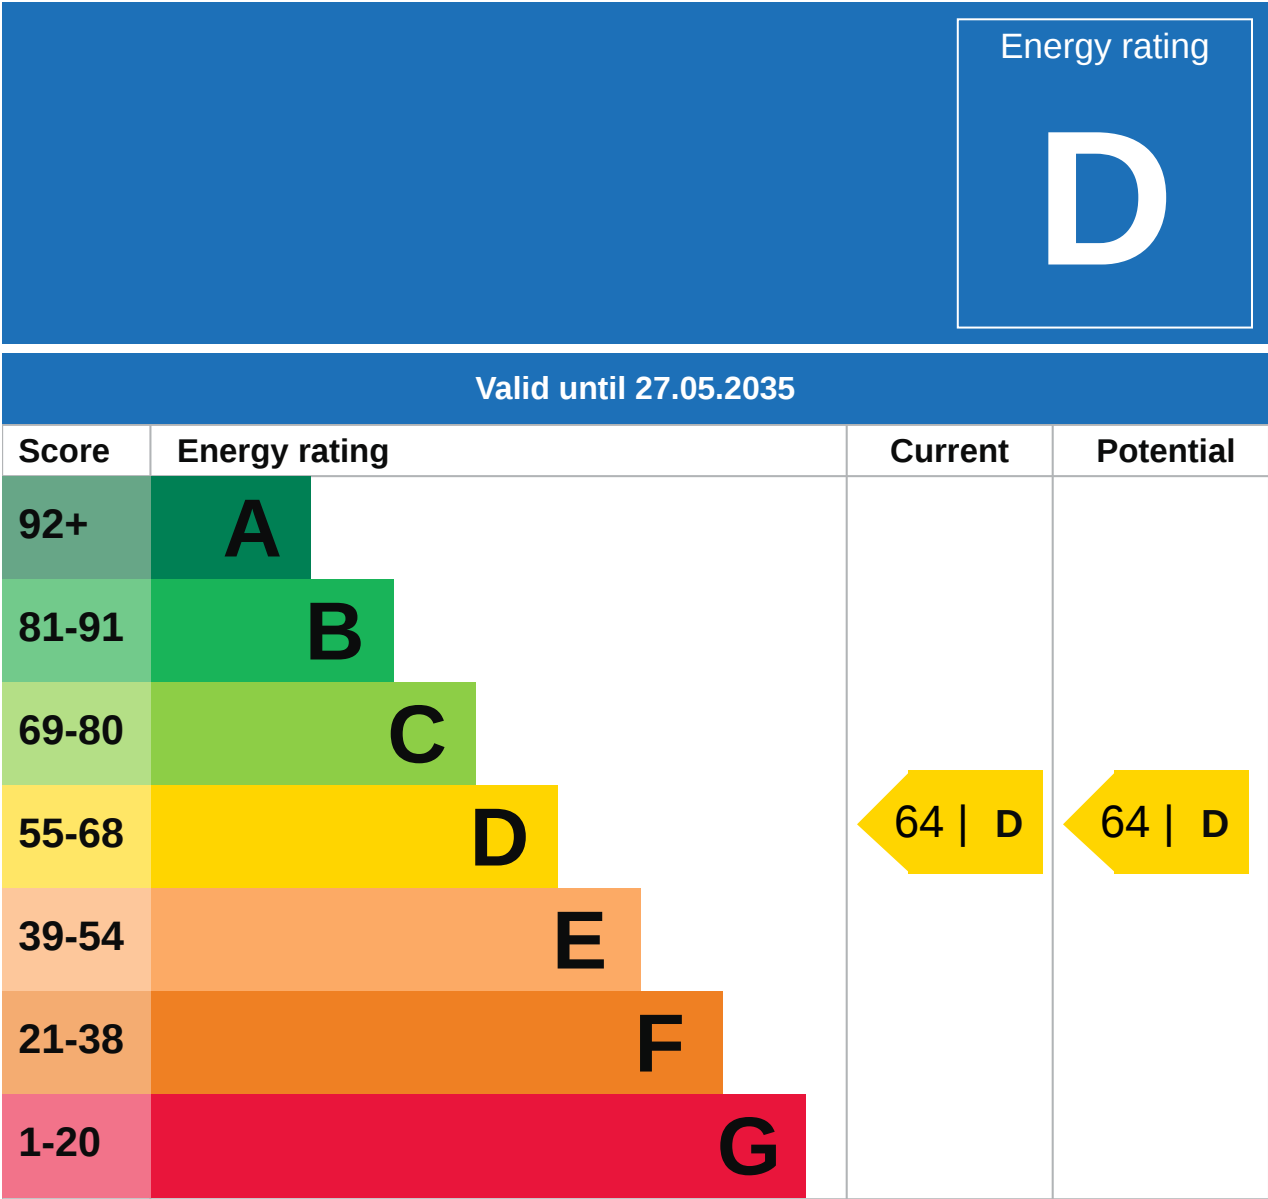 Energy rating
D
Valid until 27.05.2035
Score Energy rating Current Potential
92+ A
81-91 B
69-80 C
55-68 D 64 | D 64 | D
39-54 E
21-38 F
1-20 G